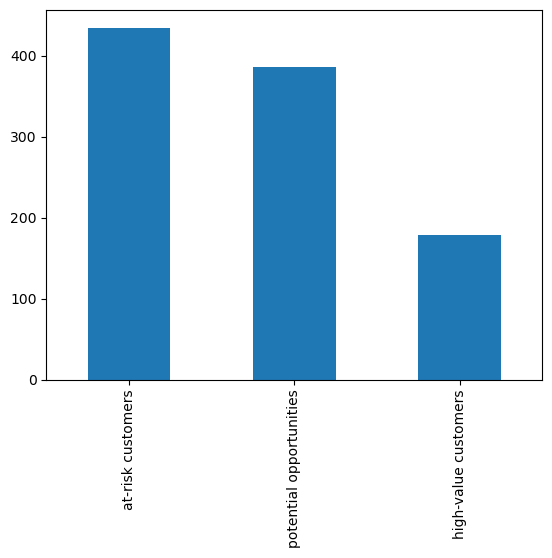 400
300
200
100
0
at-risk customers
potential opportunities
high-value customers